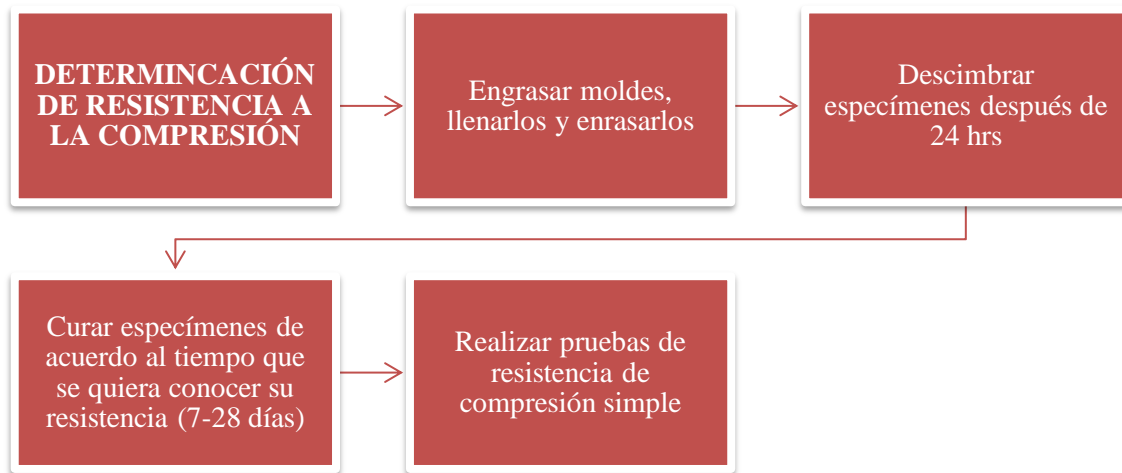 DETERMINCACIÓN
DE RESISTENCIA A
LA COMPRESIÓN
Engrasar moldes,
llenarlos y enrasarlos
Descimbrar
especímenes después de
24 hrs
Curar especímenes de
acuerdo al tiempo que
se quiera conocer su
resistencia (7-28 días)
Realizar pruebas de
resistencia de
compresión simple